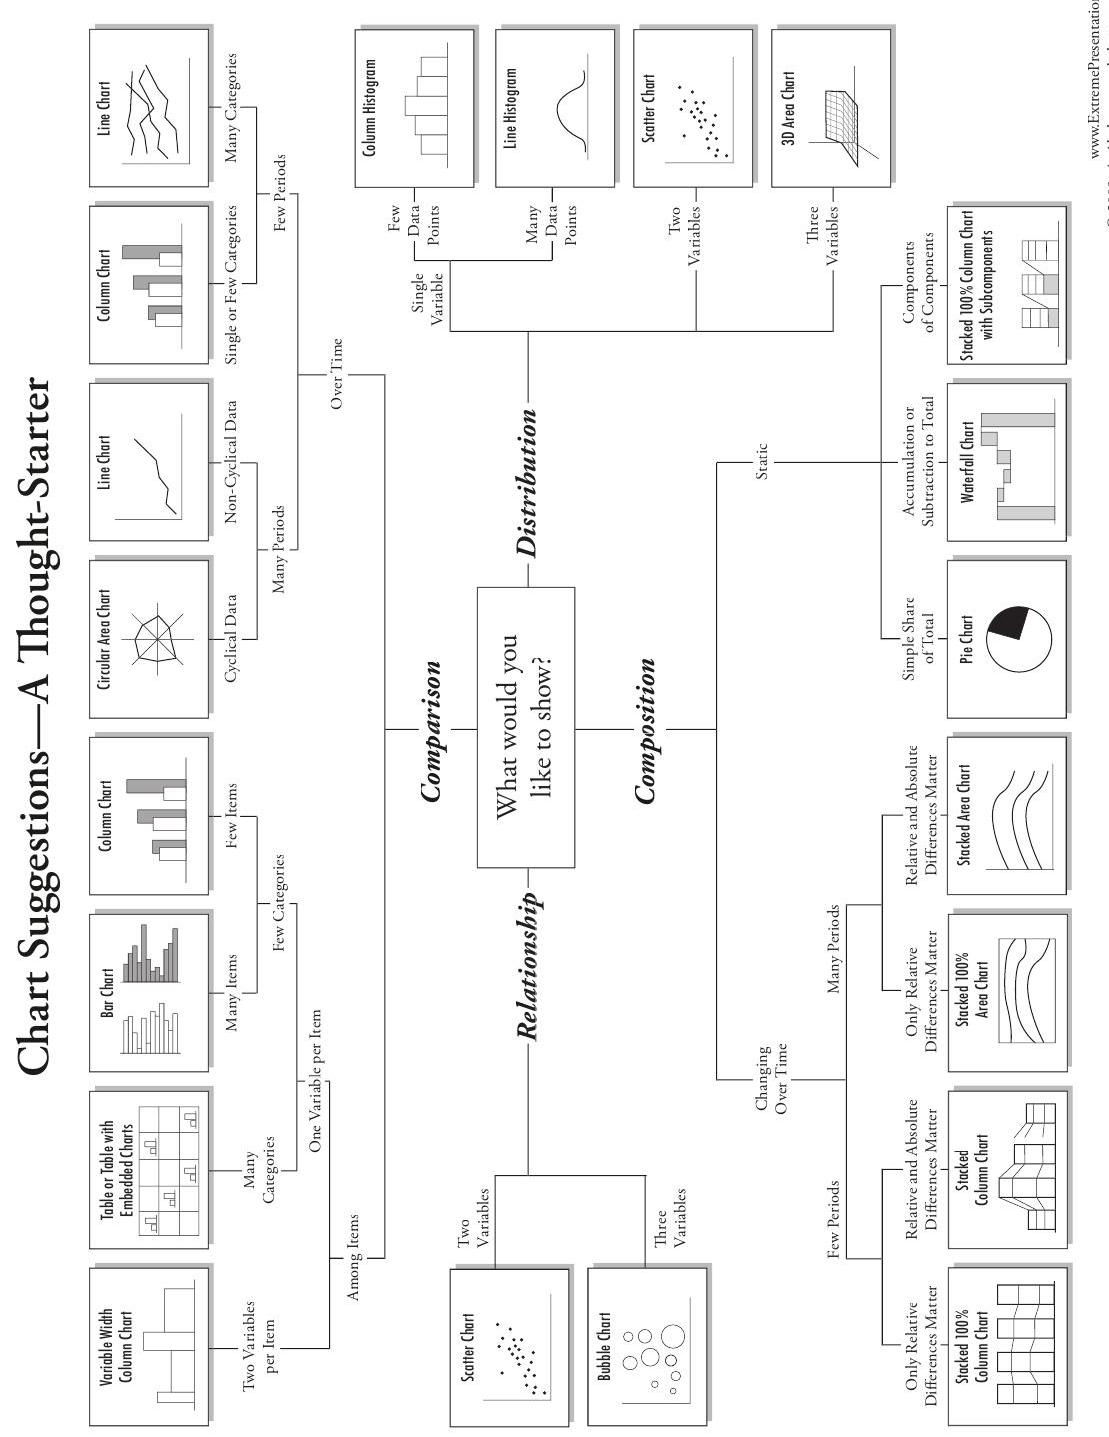 Chart Suggestions—A Thought-Starter
Variable Width
Column Chart
Table or Table with
Embedded Charts
Bar Chart
Column Chart
Circular Area Chart
Line Chart
Column Chart
Line Chart
Two Variables
per Item
Many
Categories
Many Items
Few Items
Cyclical Data
Non-Cyclical Data
Single or Few Categories
Many Categories
Few Categories
Many Periods
Few Periods
One Variable per Item
Among Items
Over Time
Comparison
What would you
like to show?
Relationship
Distribution
Composition
Two
Variables
Scatter Chart
Three
Variables
Bubble Chart
Single
Variable
Few
Data
Points
Column Histogram
Many
Data
Points
Line Histogram
Two
Variables
Scatter Chart
Three
Variables
3D Area Chart
Changing
Over Time
Static
Few Periods
Many Periods
Only Relative
Differences Matter
Relative and Absolute
Differences Matter
Only Relative
Differences Matter
Relative and Absolute
Differences Matter
Simple Share
of Total
Accumulation or
Subtraction to Total
Components
of Components
Stacked 100%
Column Chart
Stacked
Column Chart
Stacked 100%
Area Chart
Stacked Area Chart
Pie Chart
Waterfall Chart
Stacked 100% Column Chart
with Subcomponents
www.ExtremePresentation